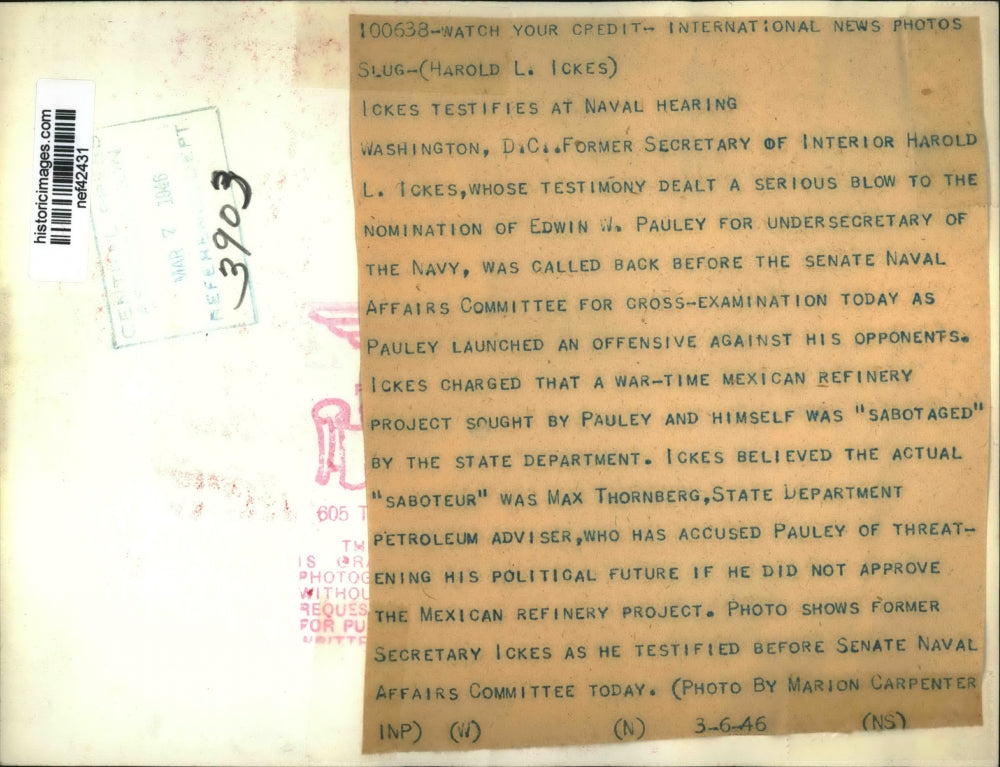 historicimages.com
nef42431
MAR 7 1946
3903
605
IS
PHOTOG
WITHOU
REQUES
FOR PU
100638-WATCH YOUR CREDIT- INTERNATIONAL NEWS PHOTOS
SLUG-(HAROLD L. ICKES)
ICKES TESTIFIES AT NAVAL HEARING
WASHINGTON, D.C..FORMER SECRETARY OF INTERIOR HAROLD
L. ICKES,WHOSE TESTIMONY DEALT A SERIOUS BLOW TO THE
NOMINATION OF EDWIN W. PAULEY FOR UNDERSECRETARY OF
THE NAVY, WAS CALLED BACK BEFORE THE SENATE NAVAL
AFFAIRS COMMITTEE FOR CROSS-EXAMINATION TODAY AS
PAULEY LAUNCHED AN OFFENSIVE AGAINST HIS OPPONENTS.
ICKES CHARGED THAT A WAR-TIME MEXICAN REFINERY
PROJECT SOUGHT BY PAULEY AND HIMSELF WAS "SABOTAGED"
BY THE STATE DEPARTMENT. ICKES BELIEVED THE ACTUAL
"SABOTEUR" WAS MAX THORNBERG,STATE DEPARTMENT
PETROLEUM ADVISER,WHO HAS ACCUSED PAULEY OF THREAT-
ENING HIS POLITICAL FUTURE IF HE DID NOT APPROVE
THE MEXICAN REFINERY PROJECT. PHOTO SHOWS FORMER
SECRETARY ICKES AS HE TESTIFIED BEFORE SENATE NAVAL
AFFAIRS COMMITTEE TODAY. (PHOTO BY MARION CARPENTER
INP) (W) (N) 3-6-46 (NS)